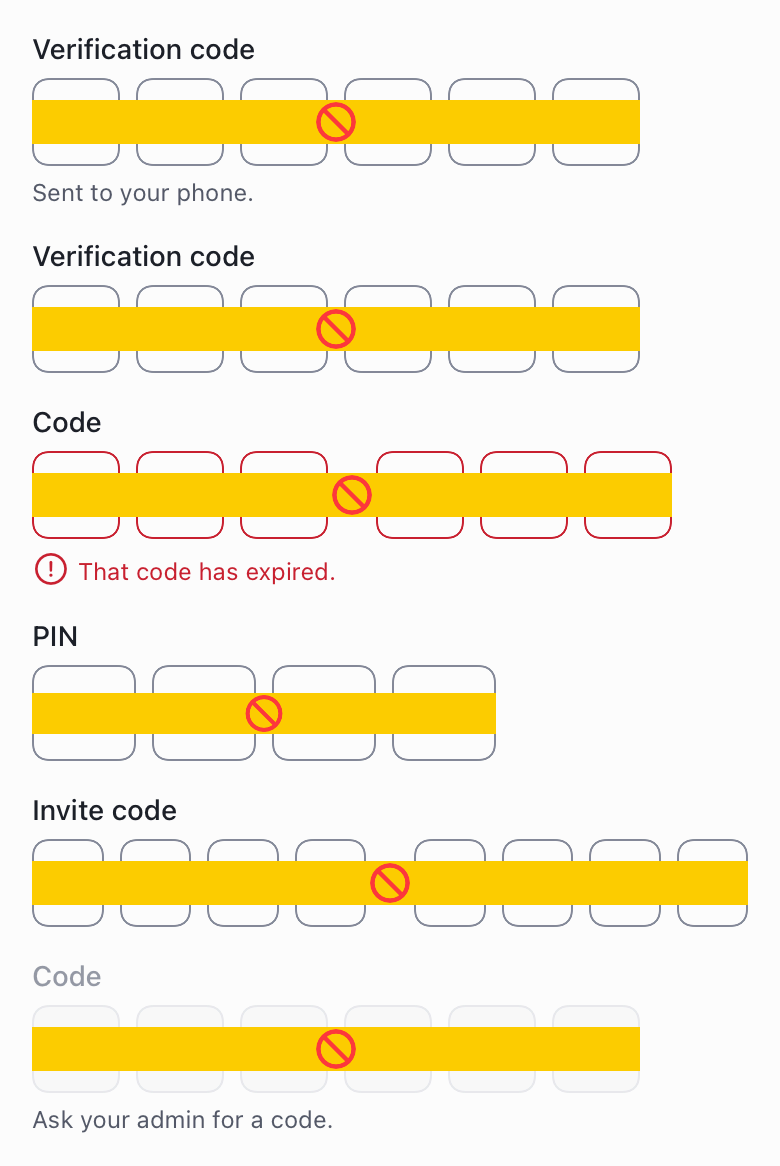 Verification code
Sent to your phone.
Verification code
Code
That code has expired.
PIN
Invite code
Code
Ask your admin for a code.